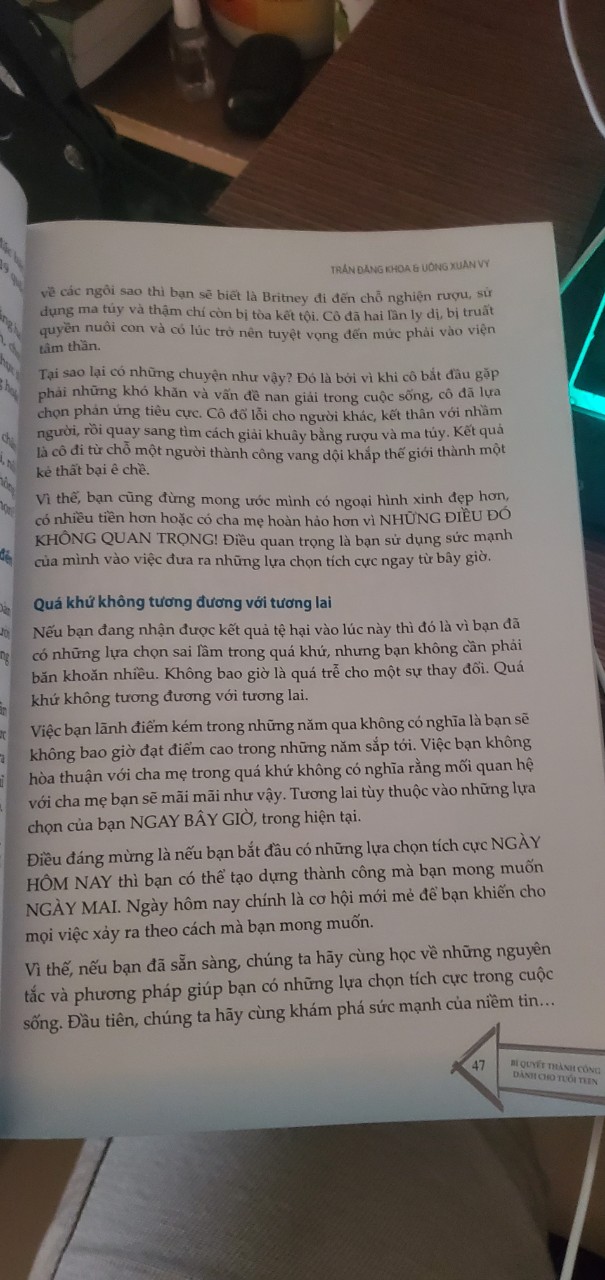 TRẦN ĐĂNG KHOA & UÔNG XUÂN VY
về các ngôi sao thì bạn sẽ biết là Britney đi đến chỗ nghiện rượu, sử
dụng ma túy và thậm chí còn bị tòa kết tội. Cô đã hai lần ly dị, bị truất
quyền nuôi con và có lúc trở nên tuyệt vọng đến mức phải vào viện
tâm thần.
Tại sao lại có những chuyện như vậy? Đó là bởi vì khi cô bắt đầu gặp
phải những khó khăn và vấn đề nan giải trong cuộc sống, cô đã lựa
chọn phản ứng tiêu cực. Cô đổ lỗi cho người khác, kết thân với nhầm
người, rồi quay sang tìm cách giải khuây bằng rượu và ma túy. Kết quả
là cô đi từ chỗ một người thành công vang dội khắp thế giới thành một
kẻ thất bại ê chề.
Vì thế, bạn cũng đừng mong ước mình có ngoại hình xinh đẹp hơn,
có nhiều tiền hơn hoặc có cha mẹ hoàn hảo hơn vì NHỮNG ĐIỀU ĐÓ
KHÔNG QUAN TRỌNG! Điều quan trọng là bạn sử dụng sức mạnh
của mình vào việc đưa ra những lựa chọn tích cực ngay từ bây giờ.
Quá khứ không tương đương với tương lai
Nếu bạn đang nhận được kết quả tệ hại vào lúc này thì đó là vì bạn đã
có những lựa chọn sai lầm trong quá khứ, nhưng bạn không cần phải
băn khoăn nhiều. Không bao giờ là quá trễ cho một sự thay đổi. Quá
khứ không tương đương với tương lai.
Việc bạn lãnh điểm kém trong những năm qua không có nghĩa là bạn sẽ
không bao giờ đạt điểm cao trong những năm sắp tới. Việc bạn không
hòa thuận với cha mẹ trong quá khứ không có nghĩa rằng mối quan hệ
với cha mẹ bạn sẽ mãi mãi như vậy. Tương lai tùy thuộc vào những lựa
chọn của bạn NGAY BÂY GIỜ, trong hiện tại.
Điều đáng mừng là nếu bạn bắt đầu có những lựa chọn tích cực NGÀY
HÔM NAY thì bạn có thể tạo dựng thành công mà bạn mong muốn
NGÀY MAI. Ngày hôm nay chính là cơ hội mới mẻ để bạn khiến cho
mọi việc xảy ra theo cách mà bạn mong muốn.
Vì thế, nếu bạn đã sẵn sàng, chúng ta hãy cùng học về những nguyên
tắc và phương pháp giúp bạn có những lựa chọn tích cực trong cuộc
sống. Đầu tiên, chúng ta hãy cùng khám phá sức mạnh của niềm tin…
47
BÍ QUYẾT THÀNH CÔNG
DÀNH CHO TUỔI TEEN